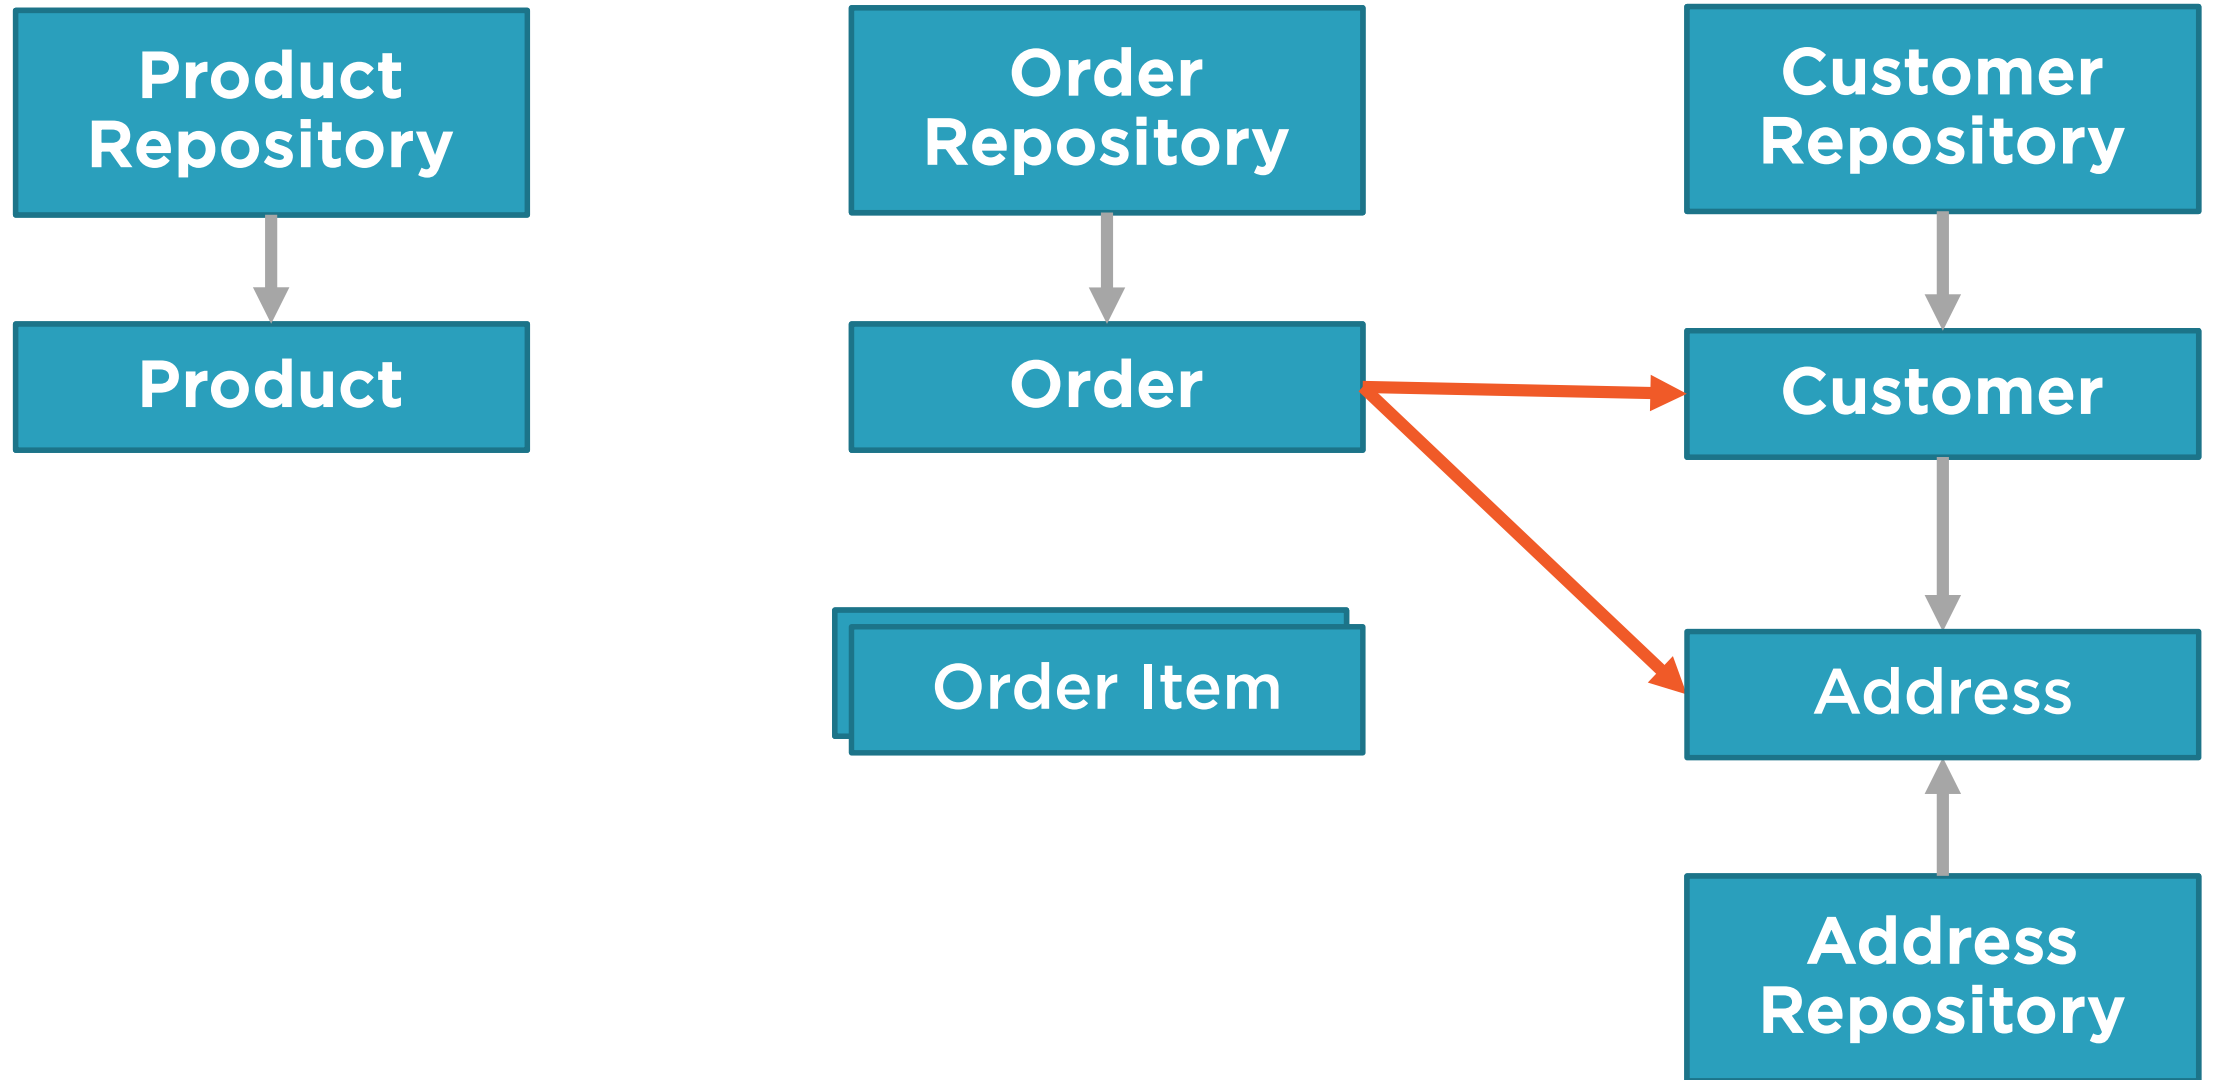 Product
Repository
Order
Repository
Customer
Repository
Product
Order
Customer
Order Item
Address
Address
Repository